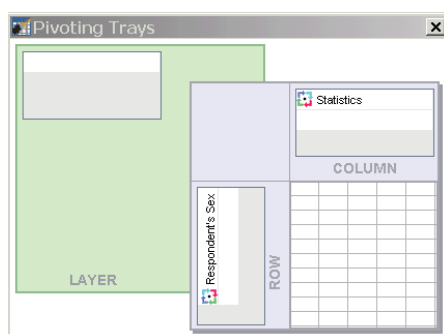 Pivoting Trays
Statistics
COLUMN
Respondent's Sex
ROW
LAYER